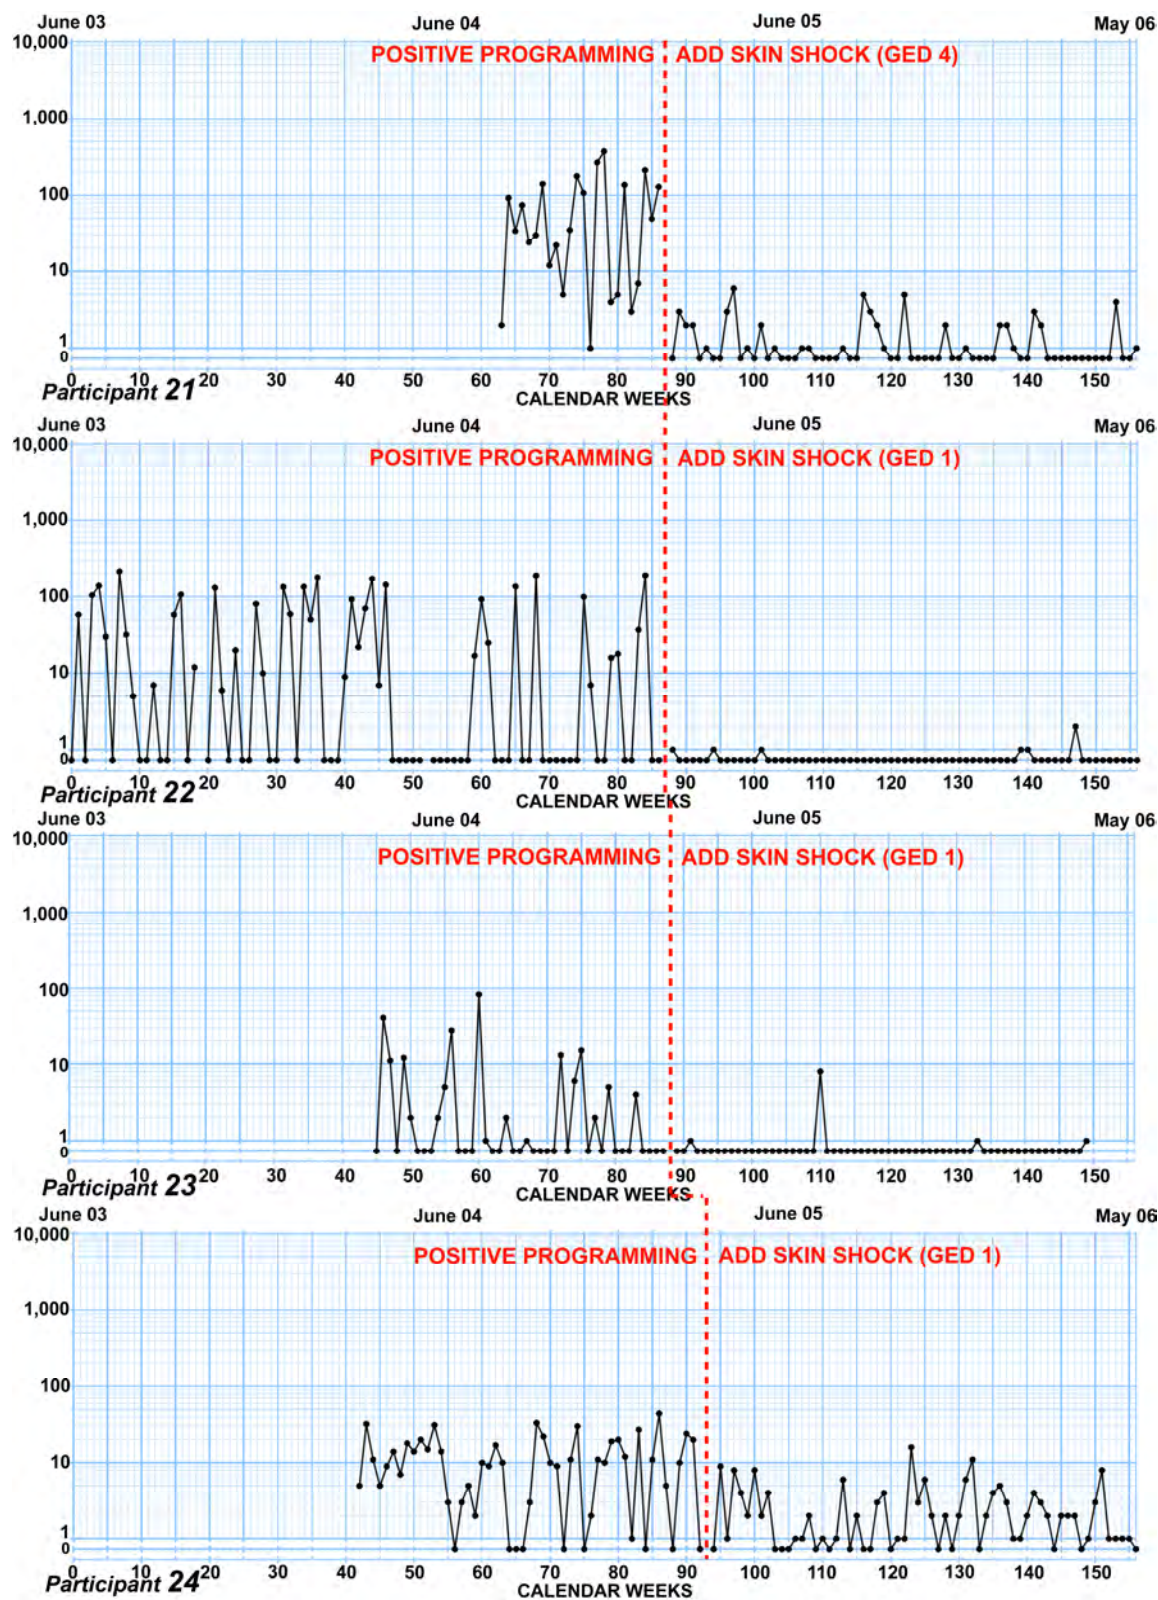 June 03 June 04 June 05 May 06
10,000 POSITIVE PROGRAMMING ADD SKIN SHOCK (GED 4)
1,000
100
10
1
0
0 10 20 30 40 50 60 70 80 90 100 110 120 130 140 150
Participant 21 CALENDAR WEEKS
June 03 June 04 June 05 May 06
10,000 POSITIVE PROGRAMMING ADD SKIN SHOCK (GED 1)
1,000
100
10
1
0
0 10 20 30 40 50 60 70 80 90 100 110 120 130 140 150
Participant 22 CALENDAR WEEKS
June 03 June 04 June 05 May 06
10,000 POSITIVE PROGRAMMING ADD SKIN SHOCK (GED 1)
1,000
100
10
1
0
0 10 20 30 40 50 60 70 80 90 100 110 120 130 140 150
Participant 23 CALENDAR WEEKS
June 03 June 04 June 05 May 06
10,000 POSITIVE PROGRAMMING ADD SKIN SHOCK (GED 1)
1,000
100
10
1
0
0 10 20 30 40 50 60 70 80 90 100 110 120 130 140 150
Participant 24 CALENDAR WEEKS